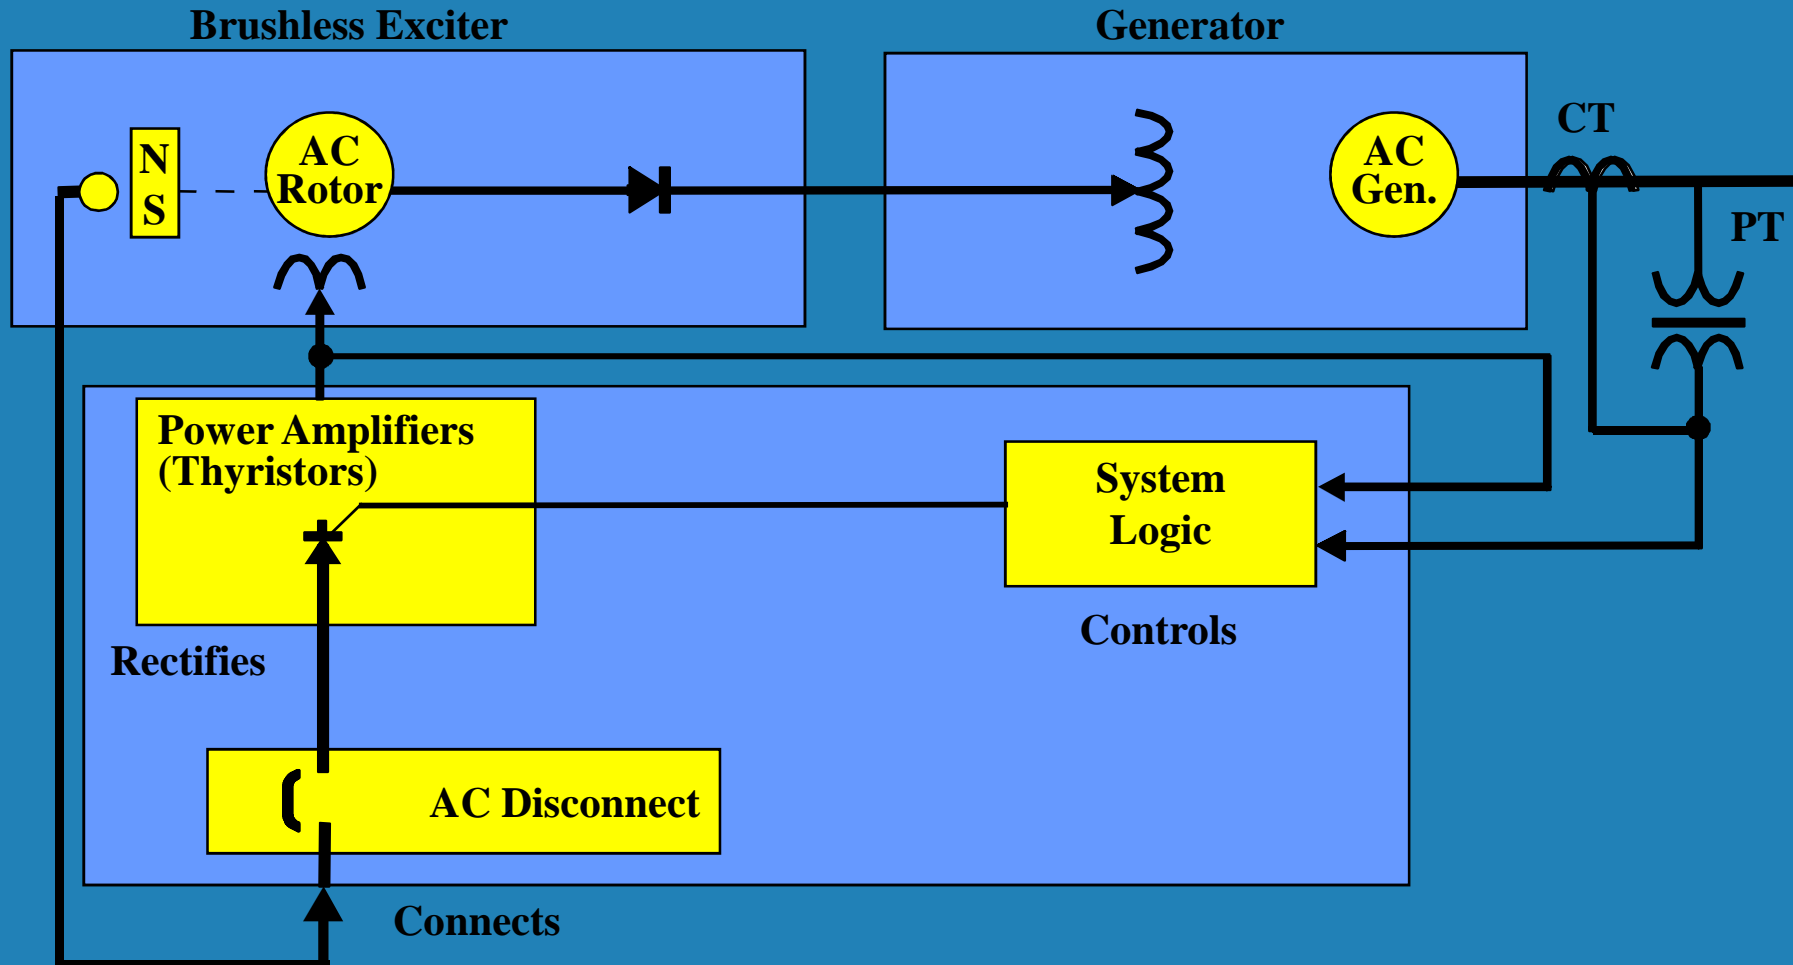 Brushless Exciter
Generator
N
S
AC
Rotor
AC
Gen.
CT
PT
Power Amplifiers
(Thyristors)
System
Logic
Rectifies
Controls
AC Disconnect
Connects